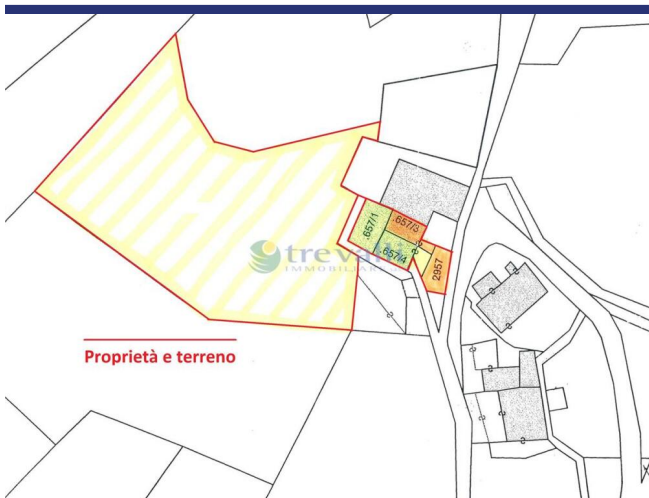 .657/1
.657/3
.657/4
2957
trevalli
IMMOBILIARE
Proprietà e terreno